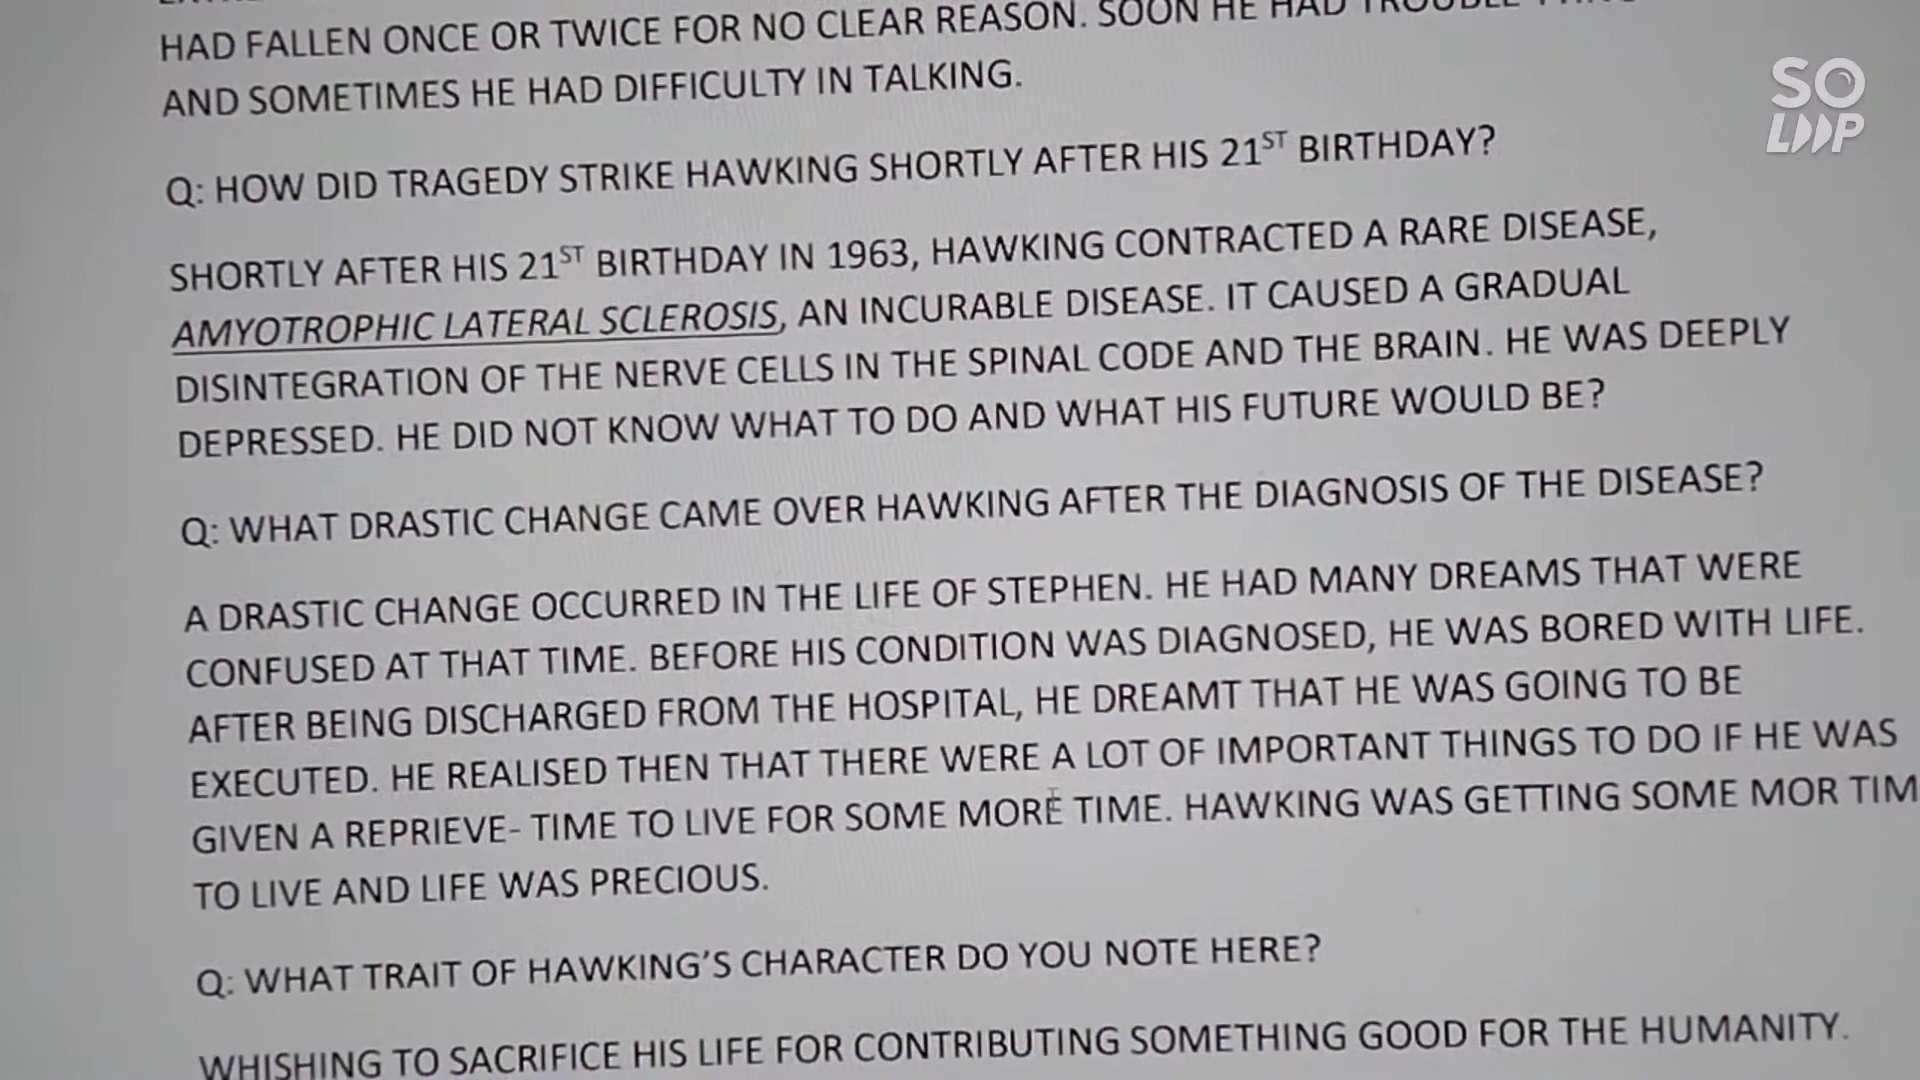 HAD FALLEN ONCE OR TWICE FOR NO CLEAR REASON. SOON HE HAD TROUBLE
AND SOMETIMES HE HAD DIFFICULTY IN TALKING.
Q: HOW DID TRAGEDY STRIKE HAWKING SHORTLY AFTER HIS 21ST BIRTHDAY?
SHORTLY AFTER HIS 21ST BIRTHDAY IN 1963, HAWKING CONTRACTED A RARE DISEASE,
AMYOTROPHIC LATERAL SCLEROSIS, AN INCURABLE DISEASE. IT CAUSED A GRADUAL
DISINTEGRATION OF THE NERVE CELLS IN THE SPINAL CODE AND THE BRAIN. HE WAS DEEPLY
DEPRESSED. HE DID NOT KNOW WHAT TO DO AND WHAT HIS FUTURE WOULD BE?
Q: WHAT DRASTIC CHANGE CAME OVER HAWKING AFTER THE DIAGNOSIS OF THE DISEASE?
A DRASTIC CHANGE OCCURRED IN THE LIFE OF STEPHEN. HE HAD MANY DREAMS THAT WERE
CONFUSED AT THAT TIME. BEFORE HIS CONDITION WAS DIAGNOSED, HE WAS BORED WITH LIFE.
AFTER BEING DISCHARGED FROM THE HOSPITAL, HE DREAMT THAT HE WAS GOING TO BE
EXECUTED. HE REALISED THEN THAT THERE WERE A LOT OF IMPORTANT THINGS TO DO IF HE WAS
GIVEN A REPRIEVE- TIME TO LIVE FOR SOME MORE TIME. HAWKING WAS GETTING SOME MOR TIM
TO LIVE AND LIFE WAS PRECIOUS.
Q: WHAT TRAIT OF HAWKING'S CHARACTER DO YOU NOTE HERE?
WHISHING TO SACRIFICE HIS LIFE FOR CONTRIBUTING SOMETHING GOOD FOR THE HUMANITY.
SO
LOOP